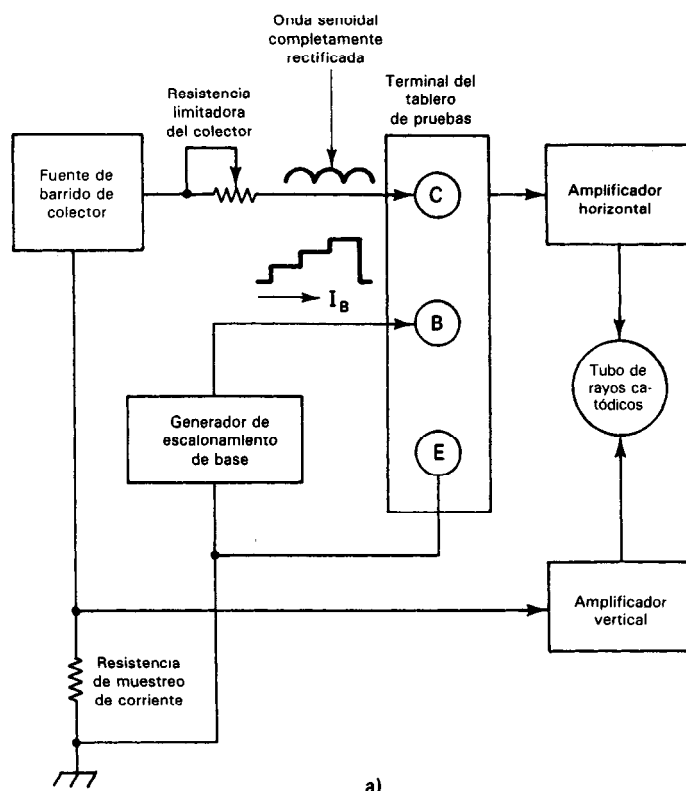 Onda senoidal
completamente
rectificada
Terminal del
tablero
de pruebas
Resistencia
limitadora
del colector
Fuente de
barrido de
colector
C
Amplificador
horizontal
I_B
B
Tubo de
rayos ca-
tódicos
Generador de
escalonamiento
de base
E
Amplificador
vertical
Resistencia
de muestreo
de corriente
a)